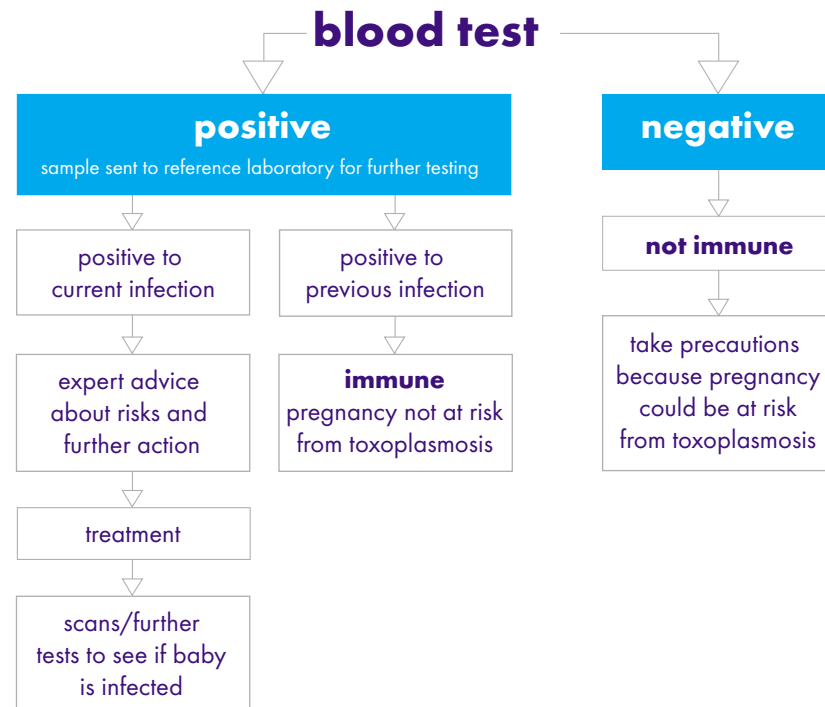 blood test
positive
sample sent to reference laboratory for further testing
positive to
current infection
expert advice
about risks and
further action
treatment
scans/further
tests to see if baby
is infected
positive to
previous infection
immune
pregnancy not at risk
from toxoplasmosis
negative
not immune
take precautions
because pregnancy
could be at risk
from toxoplasmosis